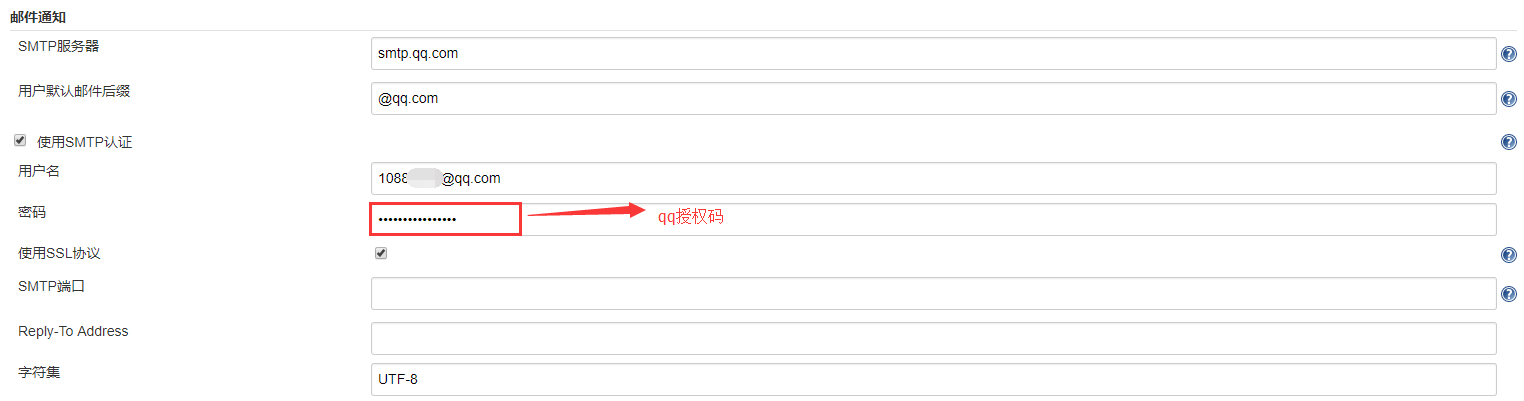 邮件通知
SMTP服务器
smtp.qq.com
用户默认邮件后缀
@qq.com
使用SMTP认证
用户名
1088 @qq.com
密码
••••••••••••••••
qq授权码
使用SSL协议
SMTP端口
Reply-To Address
字符集
UTF-8